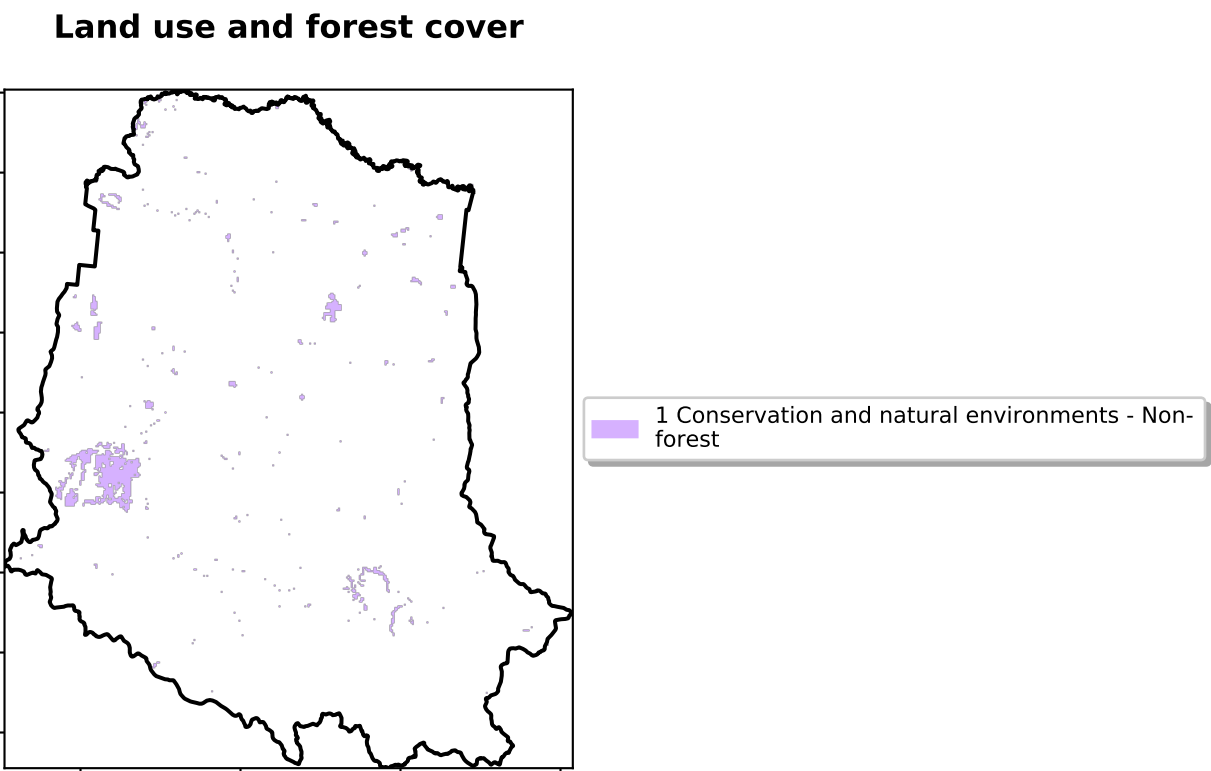 Land use and forest cover
1 Conservation and natural environments - Non-
forest